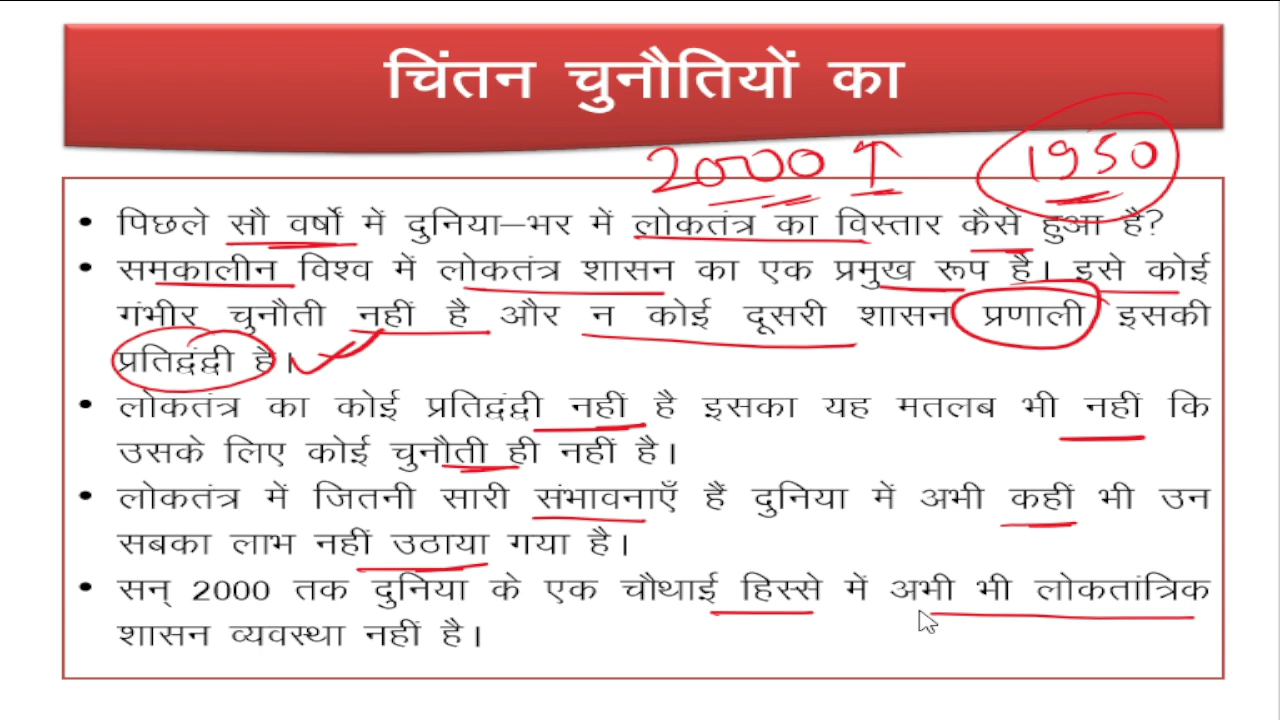 चिंतन चुनौतियों का
2000 ↑ 1950
• पिछले सौ वर्षों में दुनिया–भर में लोकतंत्र का विस्तार कैसे हुआ है?
• समकालीन विश्व में लोकतंत्र शासन का एक प्रमुख रूप है। इसे कोई
गंभीर चुनौती नहीं है और न कोई दूसरी शासन प्रणाली इसकी
प्रतिद्वंद्वी है।
• लोकतंत्र का कोई प्रतिद्वंद्वी नहीं है इसका यह मतलब भी नहीं कि
उसके लिए कोई चुनौती ही नहीं है।
• लोकतंत्र में जितनी सारी संभावनाएँ हैं दुनिया में अभी कहीं भी उन
सबका लाभ नहीं उठाया गया है।
• सन् 2000 तक दुनिया के एक चौथाई हिस्से में अभी भी लोकतांत्रिक
शासन व्यवस्था नहीं है।